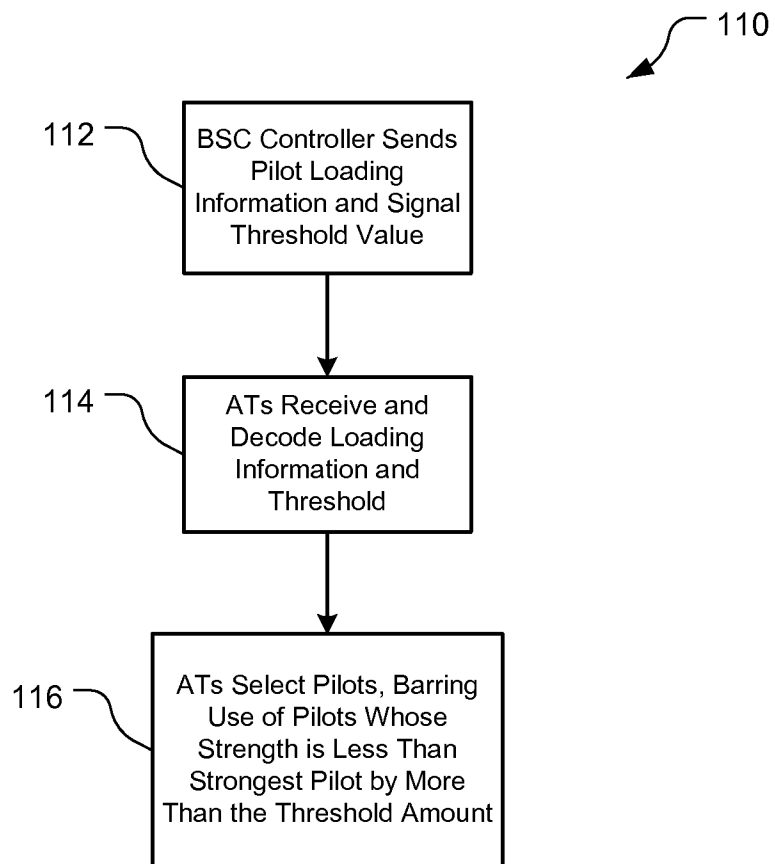 110
112
BSC Controller Sends
Pilot Loading
Information and Signal
Threshold Value
114
ATs Receive and
Decode Loading
Information and
Threshold
116
ATs Select Pilots, Barring
Use of Pilots Whose
Strength is Less Than
Strongest Pilot by More
Than the Threshold Amount